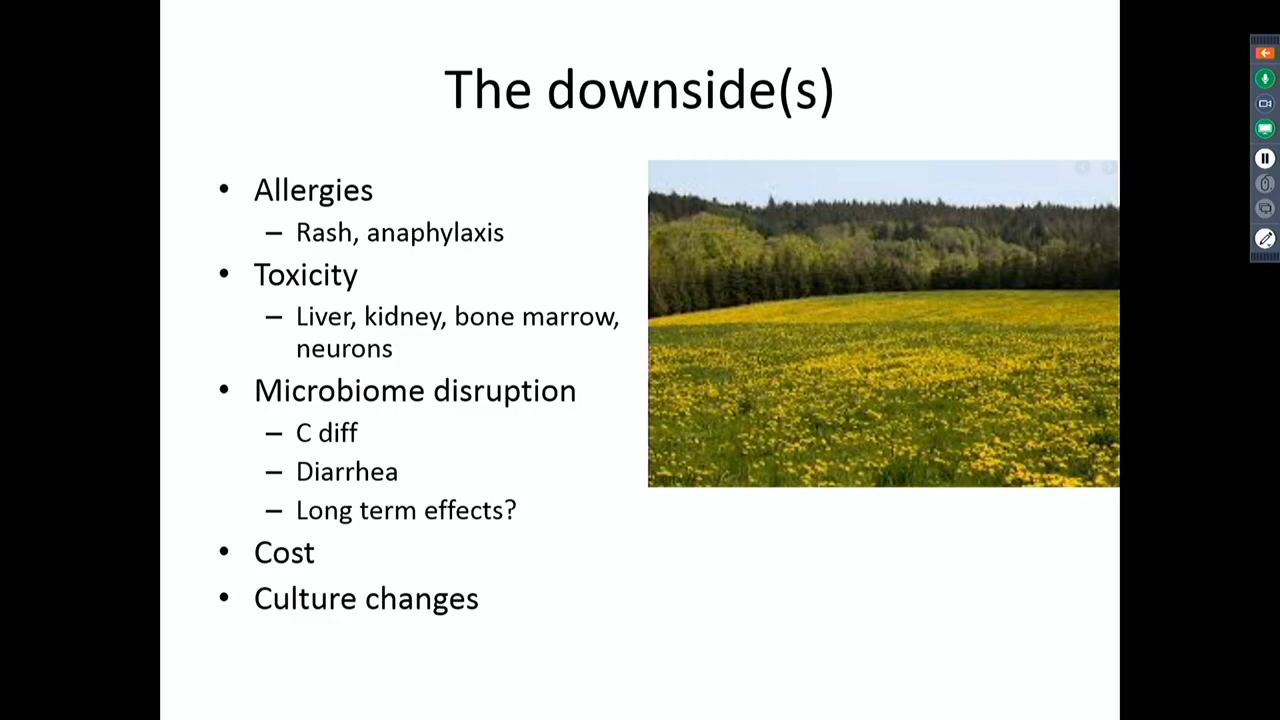 The downside(s)
• Allergies
– Rash, anaphylaxis
• Toxicity
– Liver, kidney, bone marrow,
neurons
• Microbiome disruption
– C diff
– Diarrhea
– Long term effects?
• Cost
• Culture changes